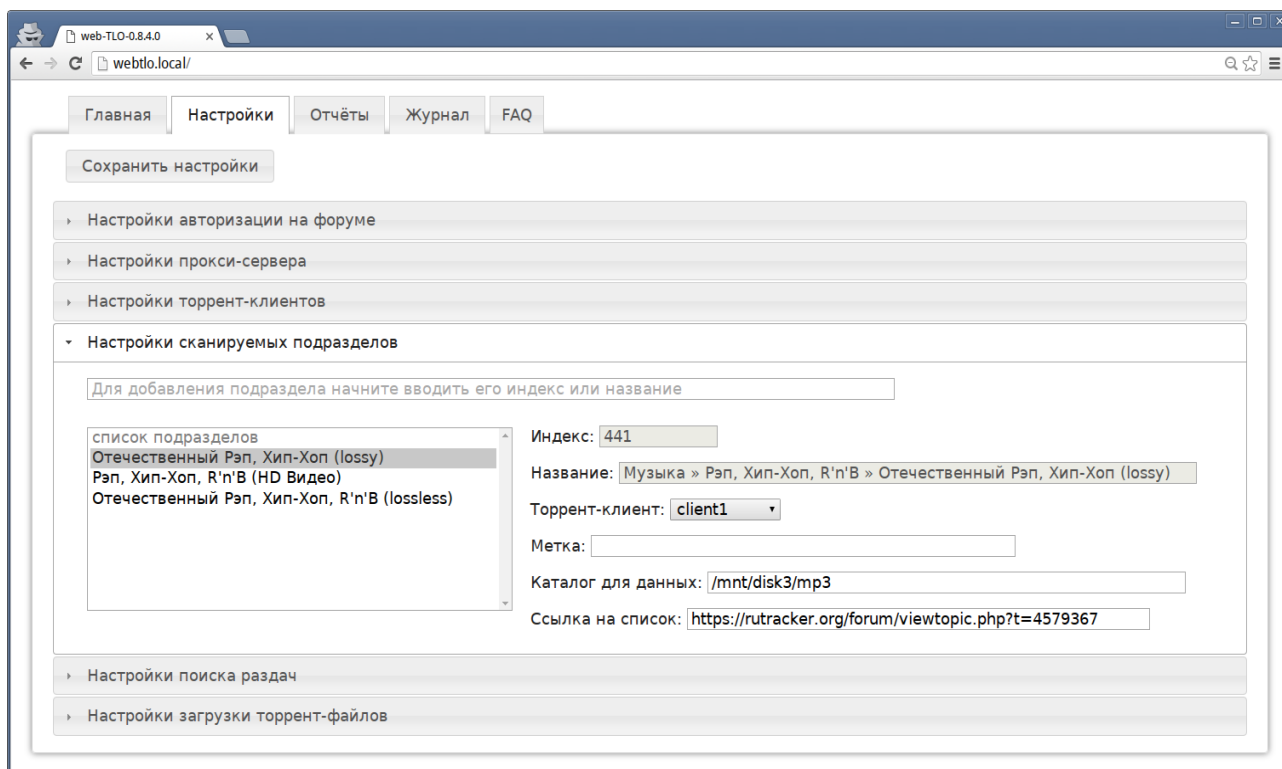 web-TLO-0.8.4.0
webtlo.local/
Главная Настройки Отчёты Журнал FAQ
Сохранить настройки
Настройки авторизации на форуме
Настройки прокси-сервера
Настройки торрент-клиентов
Настройки сканируемых подразделов
Для добавления подраздела начните вводить его индекс или название
список подразделов
Отечественный Рэп, Хип-Хоп (lossy)
Рэп, Хип-Хоп, R'n'B (HD Видео)
Отечественный Рэп, Хип-Хоп, R'n'B (lossless)
Индекс: 441
Название: Музыка » Рэп, Хип-Хоп, R'n'B » Отечественный Рэп, Хип-Хоп (lossy)
Торрент-клиент: client1
Метка:
Каталог для данных: /mnt/disk3/mp3
Ссылка на список: https://rutracker.org/forum/viewtopic.php?t=4579367
Настройки поиска раздач
Настройки загрузки торрент-файлов